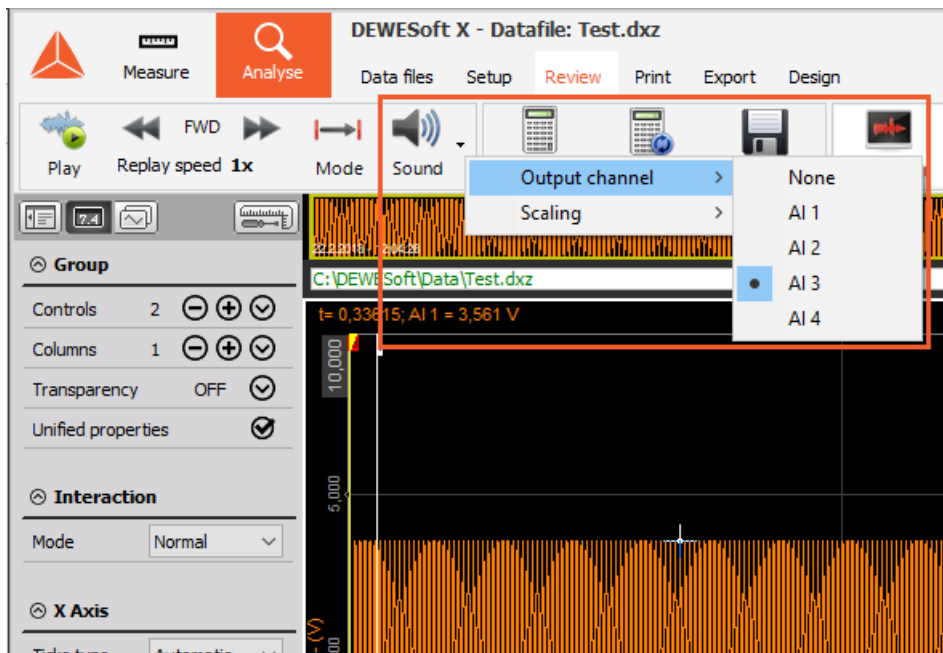 DEWESoft X - Datafile: Test.dxz
Measure
Analyse
Data files Setup Review Print Export Design
FWD
Play Replay speed 1x Mode Sound
Output channel > None
Scaling > AI 1
AI 2
AI 3
AI 4
7.4
Group
C:\DEWESoft\Data\Test.dxz
Controls 2
t= 0,33615; AI 1 = 3,561 V
Columns 1
10,000
Transparency OFF
Unified properties
5,000
Interaction
Mode Normal
X Axis
Automatic
(V)